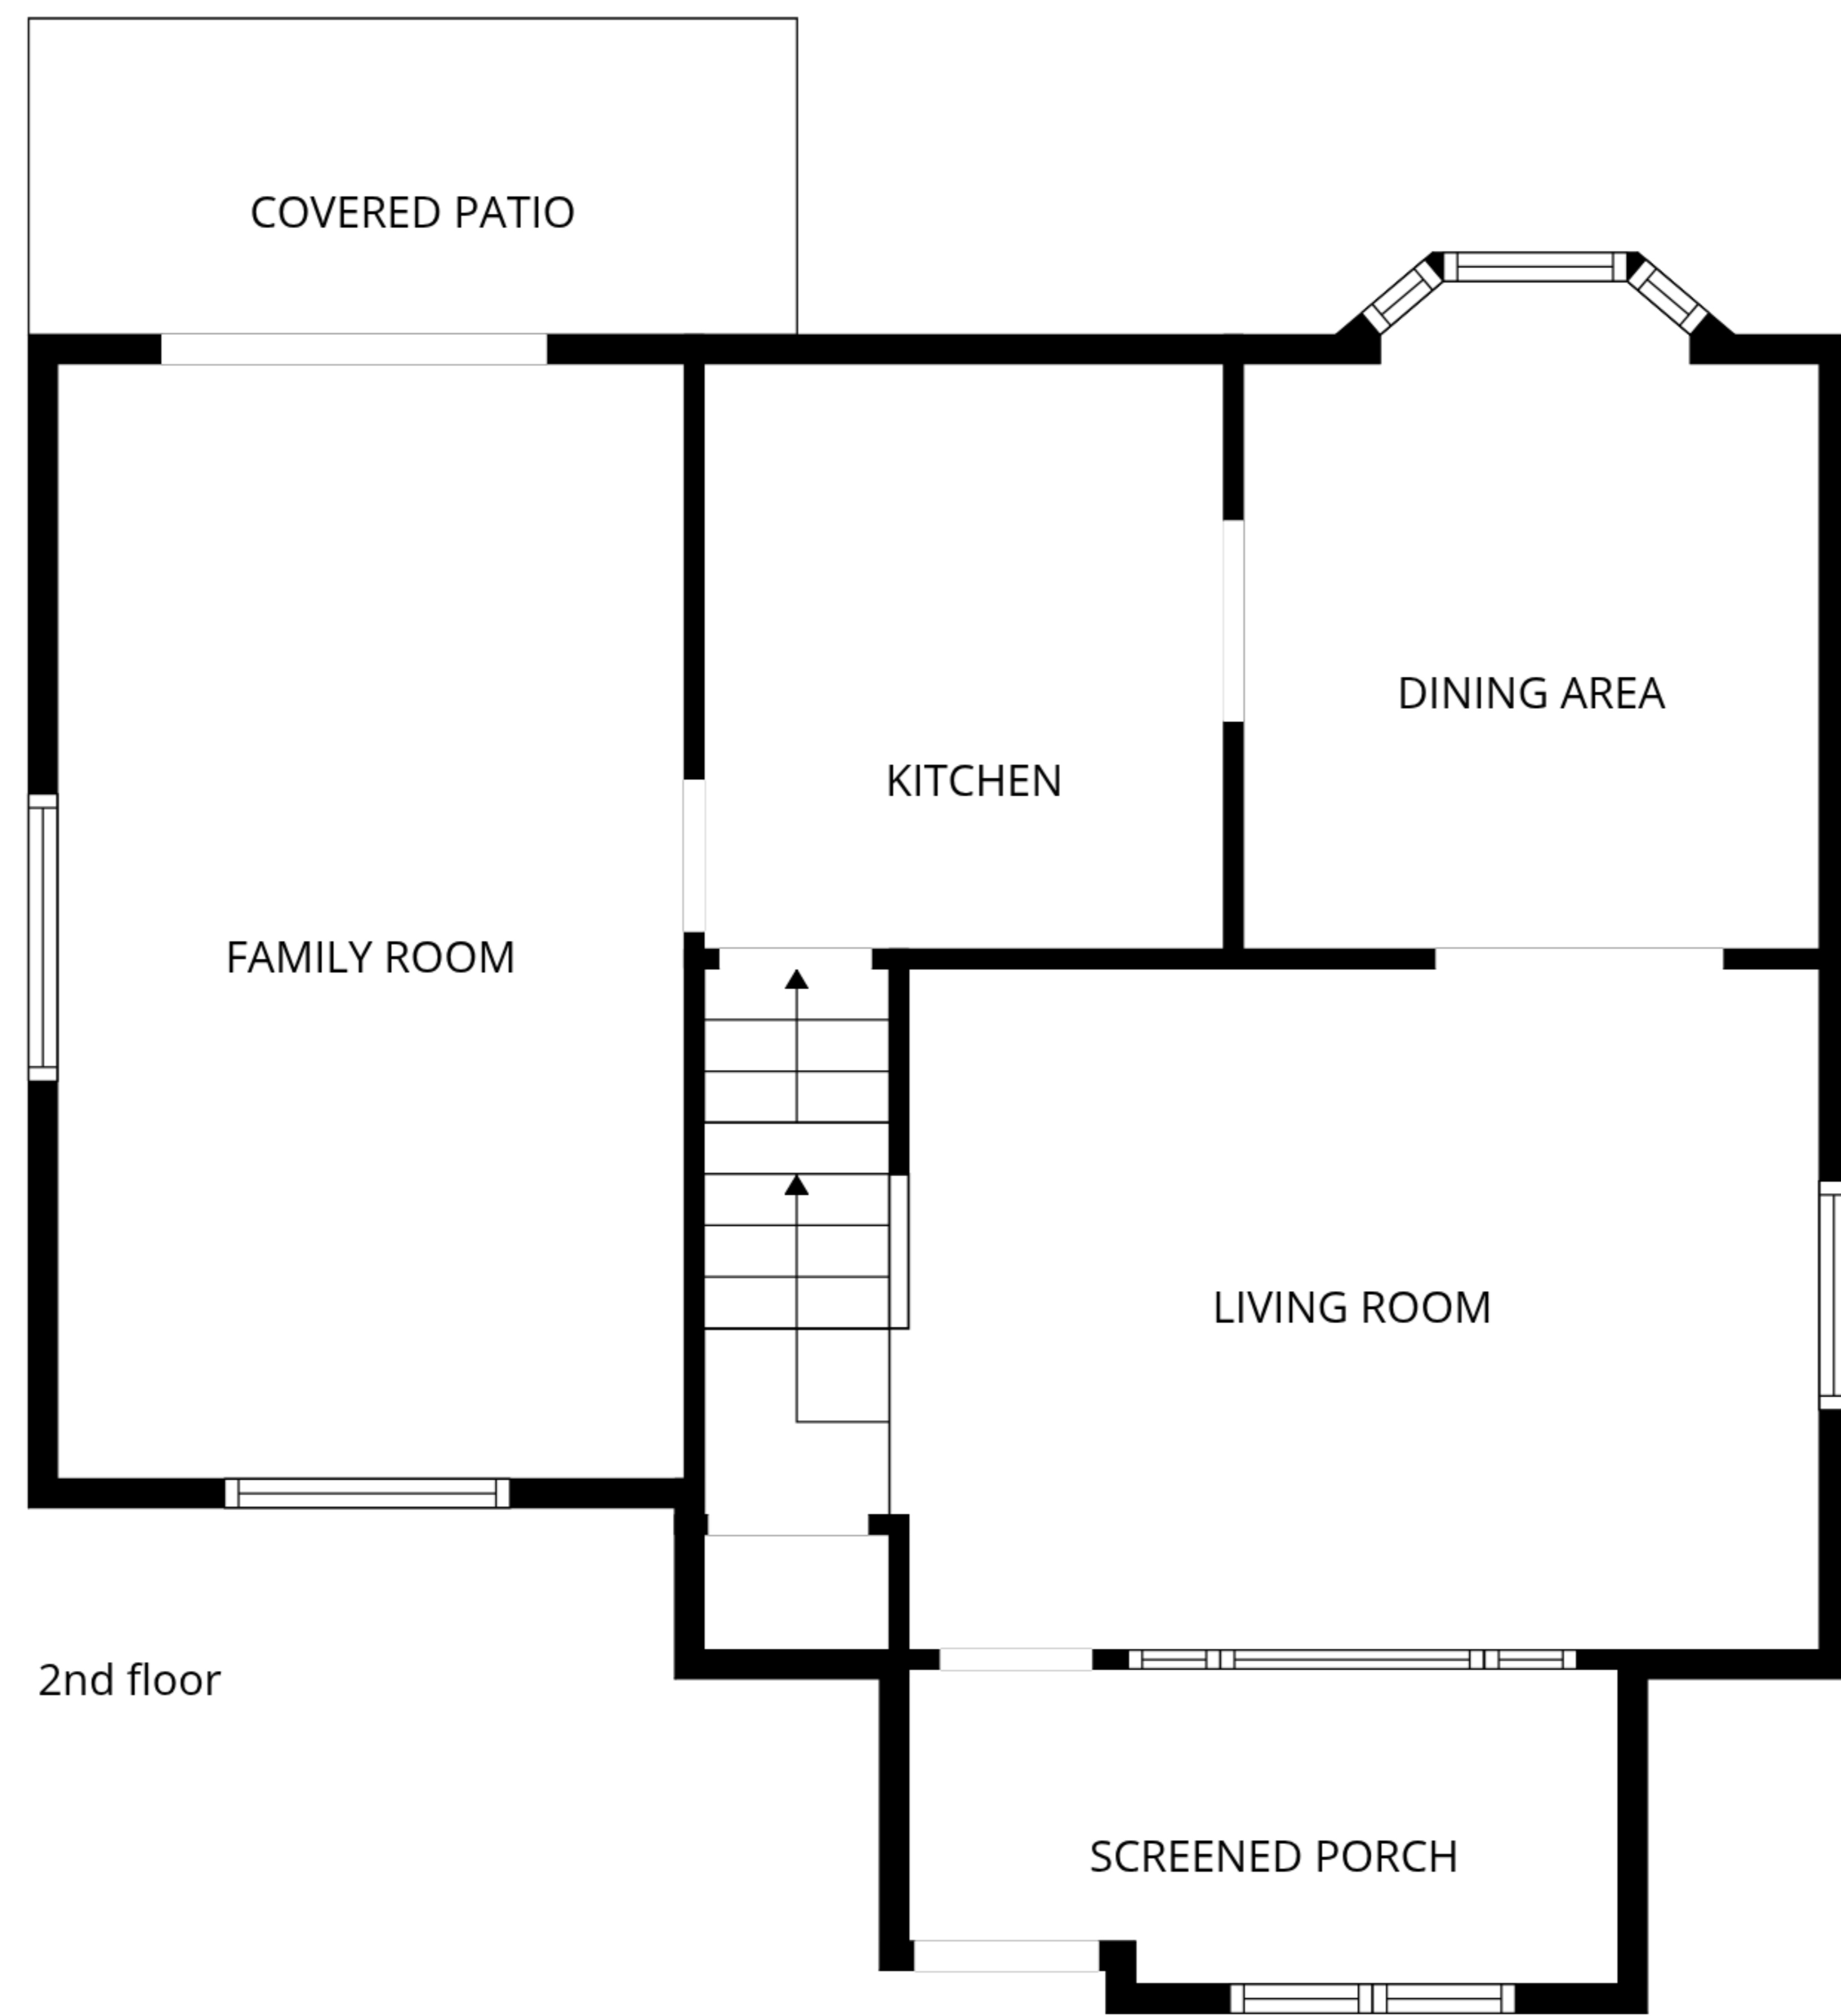 COVERED PATIO
DINING AREA
KITCHEN
FAMILY ROOM
LIVING ROOM
2nd floor
SCREENED PORCH